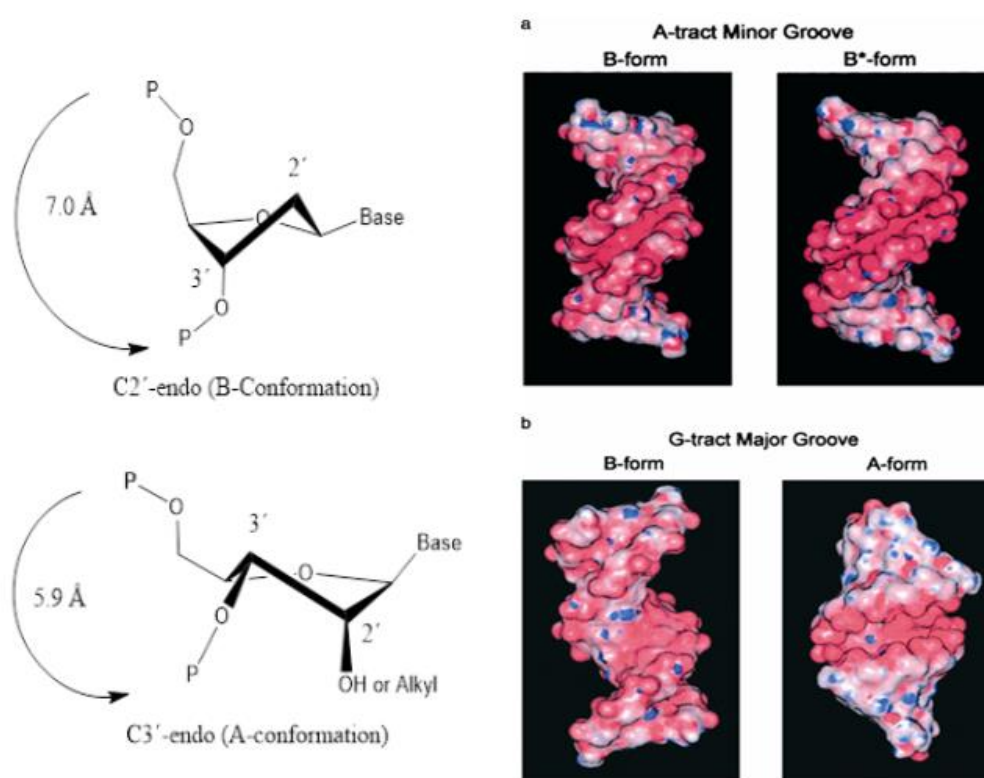 P
O
2´
7.0 Å
O
Base
3´
O
P
C2´-endo (B-Conformation)
P
O
3´
Base
O
5.9 Å
O
2´
P
OH or Alkyl
C3´-endo (A-conformation)
a
A-tract Minor Groove
B-form B*-form
b
G-tract Major Groove
B-form A-form